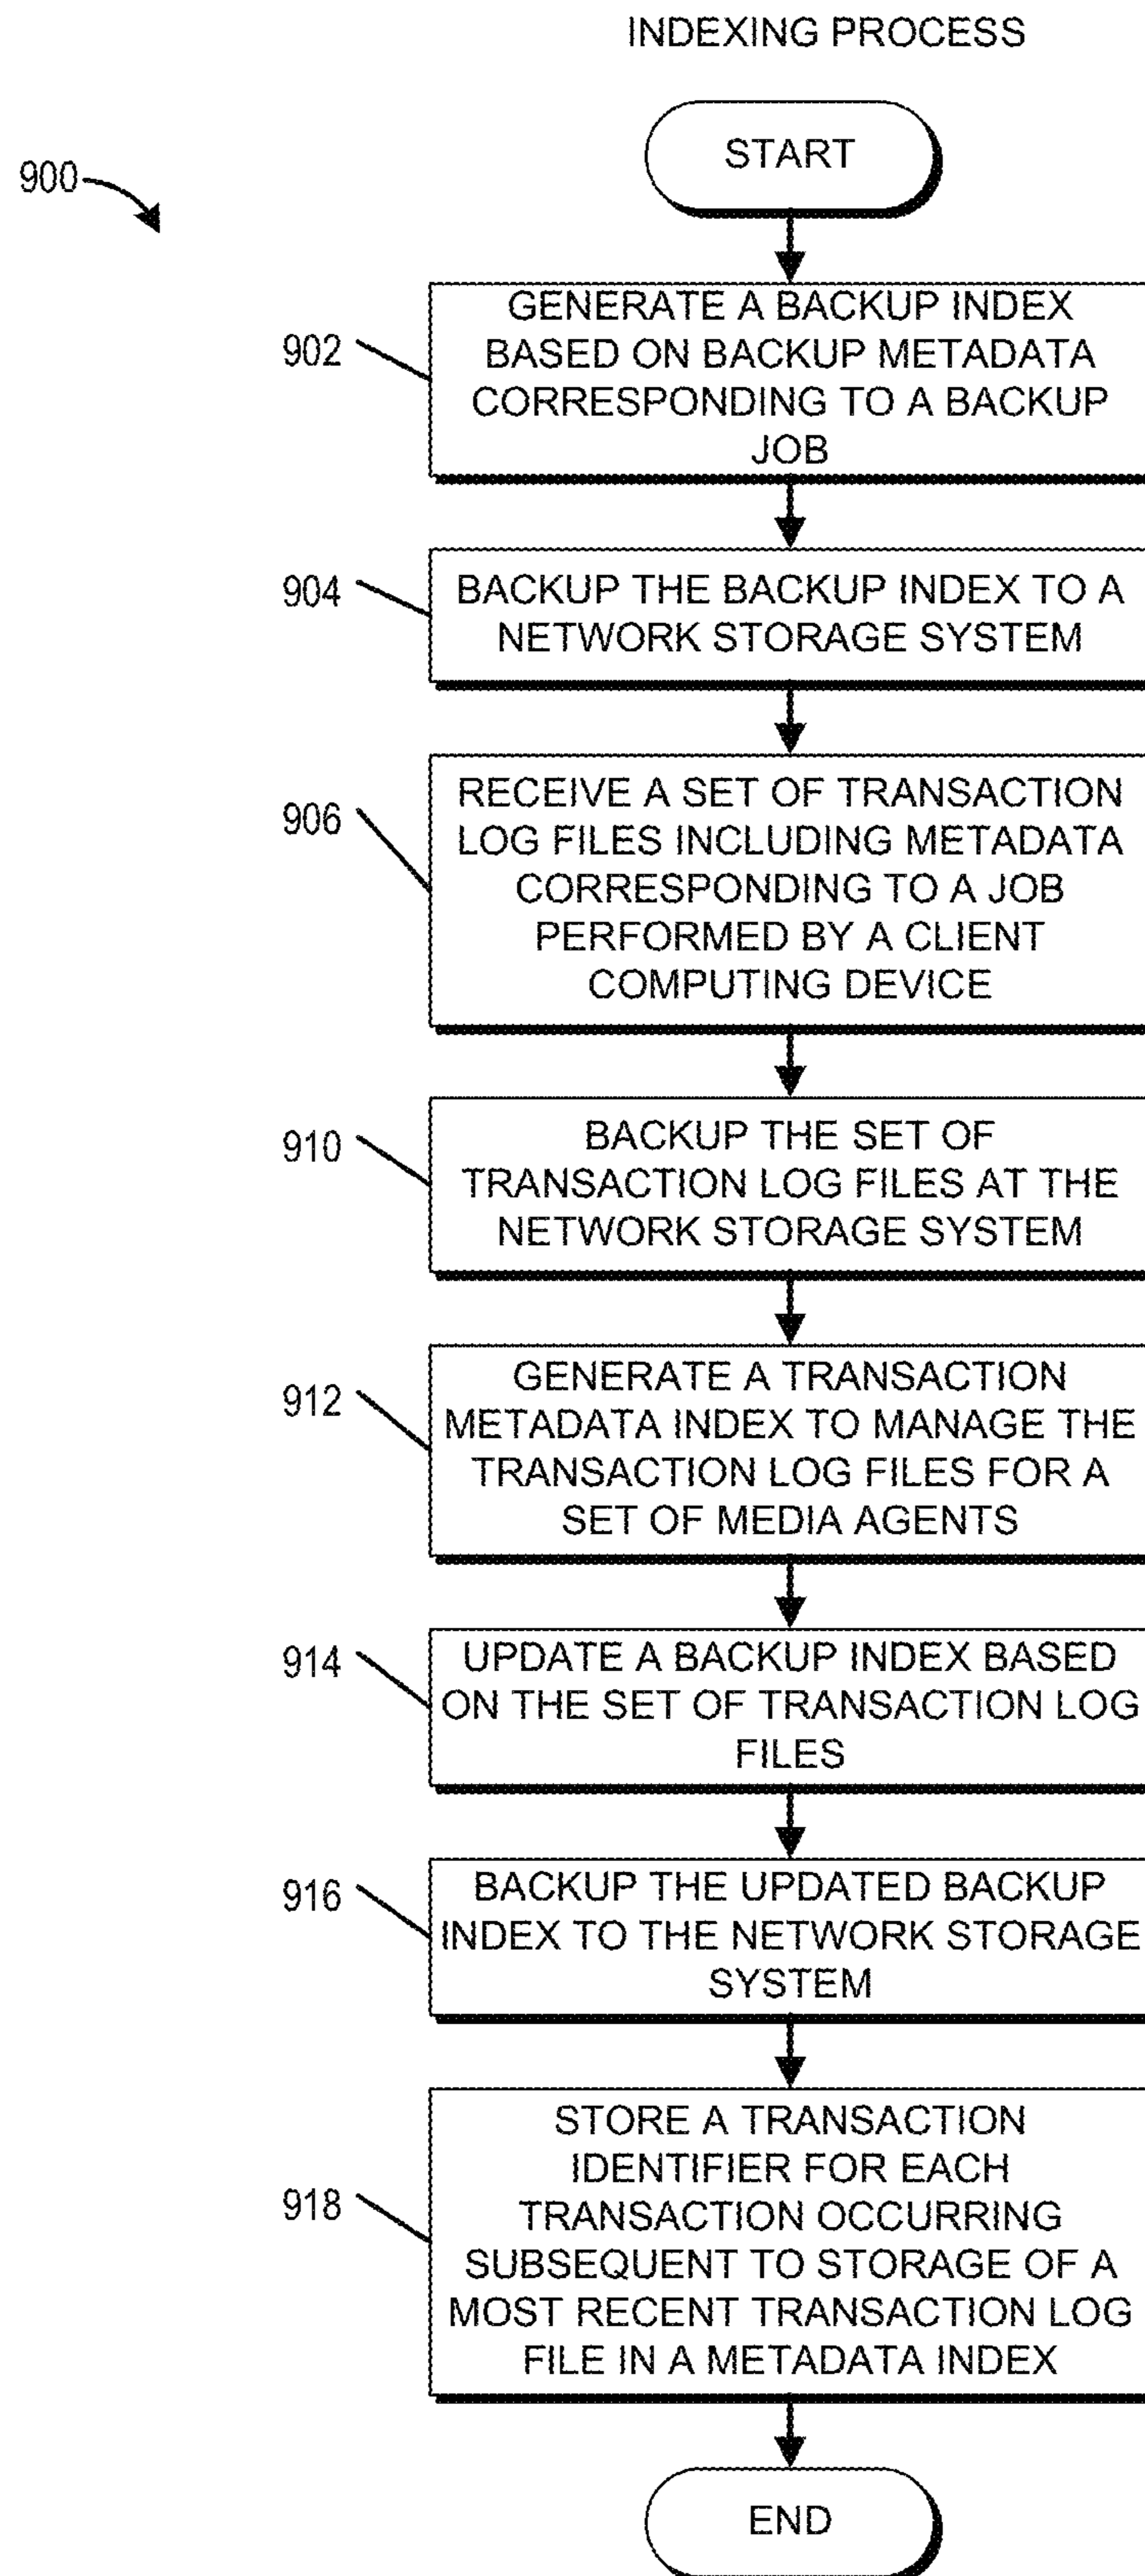 INDEXING PROCESS
START
900
GENERATE A BACKUP INDEX
902
BASED ON BACKUP METADATA
CORRESPONDING TO A BACKUP
JOB
904
BACKUP THE BACKUP INDEX TO A
NETWORK STORAGE SYSTEM
906
RECEIVE A SET OF TRANSACTION
LOG FILES INCLUDING METADATA
CORRESPONDING TO A JOB
PERFORMED BY A CLIENT
COMPUTING DEVICE
910
BACKUP THE SET OF
TRANSACTION LOG FILES AT THE
NETWORK STORAGE SYSTEM
912
GENERATE A TRANSACTION
METADATA INDEX TO MANAGE THE
TRANSACTION LOG FILES FOR A
SET OF MEDIA AGENTS
914
UPDATE A BACKUP INDEX BASED
ON THE SET OF TRANSACTION LOG
FILES
916
BACKUP THE UPDATED BACKUP
INDEX TO THE NETWORK STORAGE
SYSTEM
918
STORE A TRANSACTION
IDENTIFIER FOR EACH
TRANSACTION OCCURRING
SUBSEQUENT TO STORAGE OF A
MOST RECENT TRANSACTION LOG
FILE IN A METADATA INDEX
END